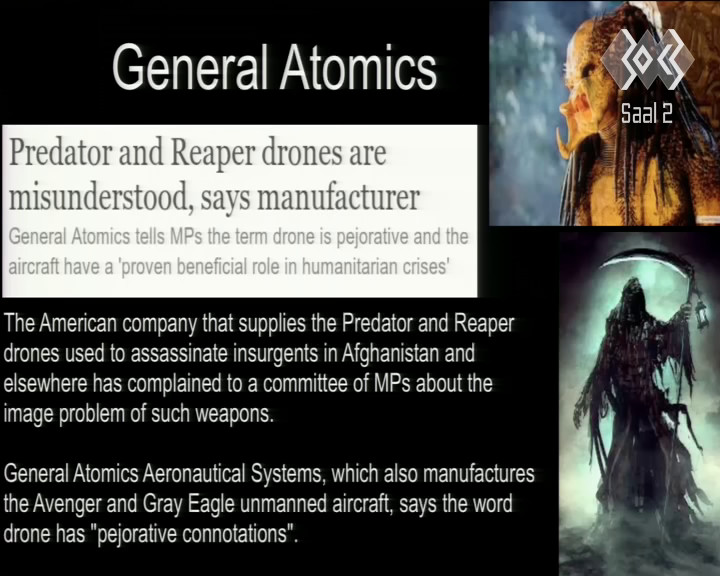 General Atomics
Saal 2
Predator and Reaper drones are
misunderstood, says manufacturer
General Atomics tells MPs the term drone is pejorative and the
aircraft have a 'proven beneficial role in humanitarian crises'
The American company that supplies the Predator and Reaper
drones used to assassinate insurgents in Afghanistan and
elsewhere has complained to a committee of MPs about the
image problem of such weapons.
General Atomics Aeronautical Systems, which also manufactures
the Avenger and Gray Eagle unmanned aircraft, says the word
drone has "pejorative connotations".